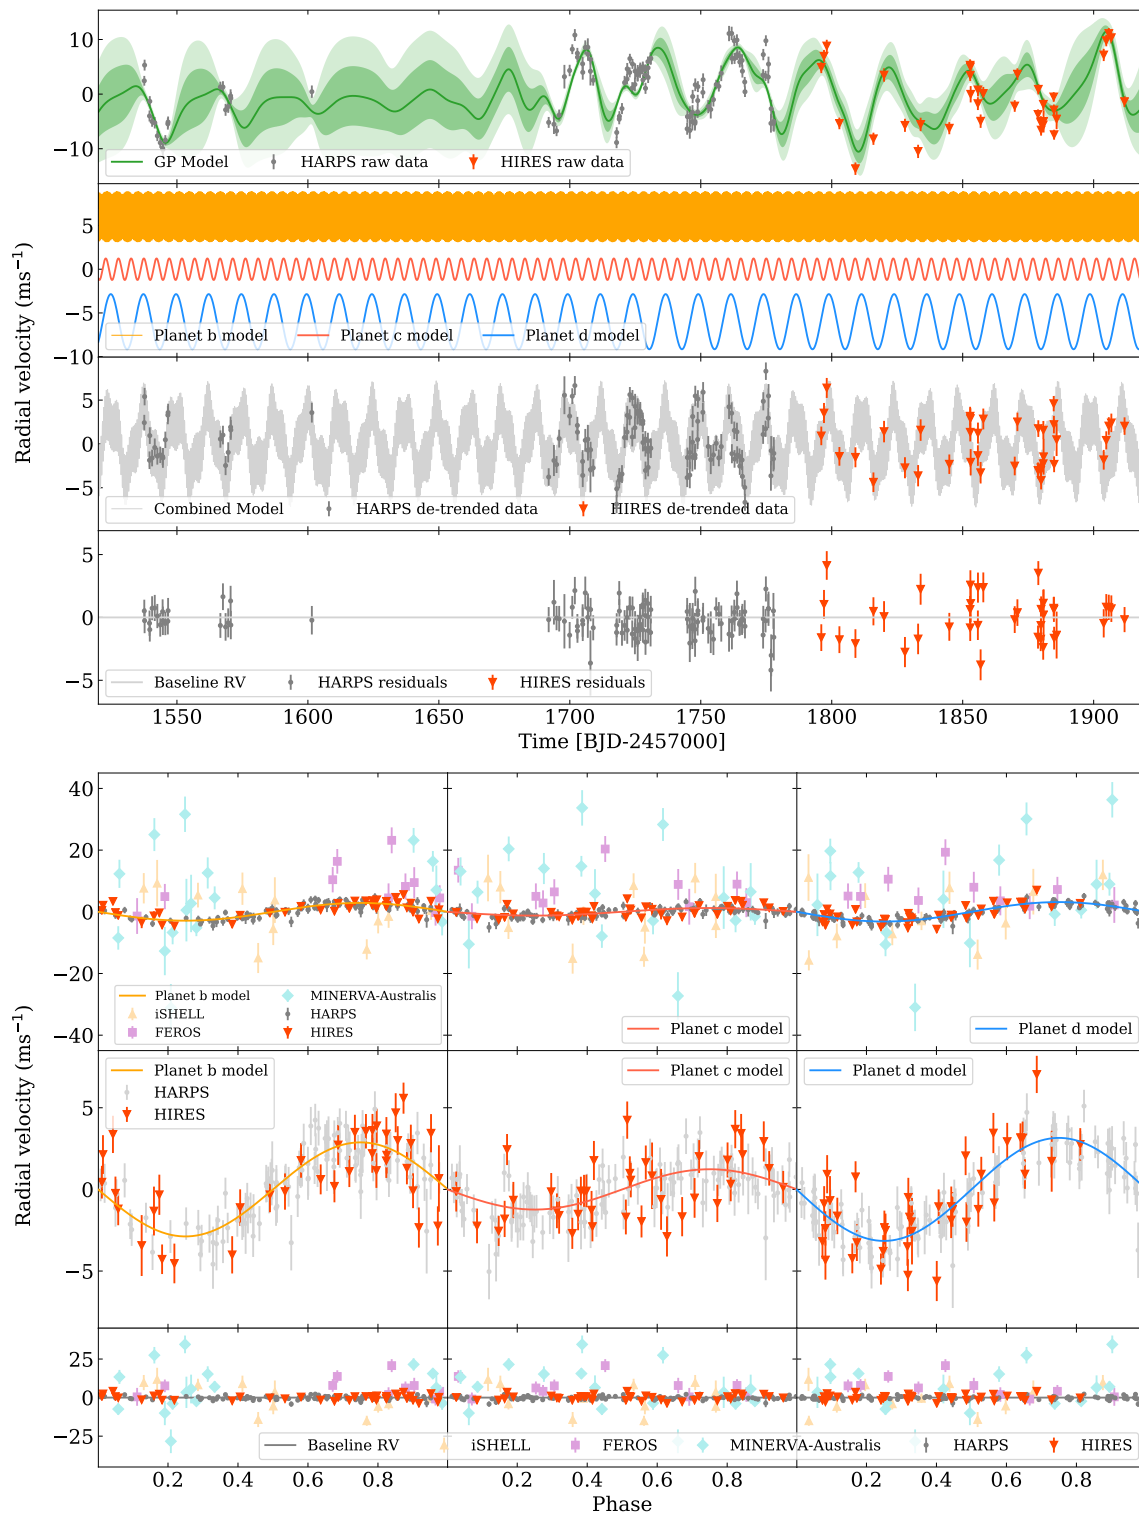 10
0
−10
GP Model HARPS raw data HIRES raw data
5
0
−5
−10
Planet b model Planet c model Planet d model
5
0
−5
Combined Model HARPS de-trended data HIRES de-trended data
5
0
−5
Baseline RV HARPS residuals HIRES residuals
Radial velocity (ms−1)
1550 1600 1650 1700 1750 1800 1850 1900
Time [BJD-2457000]
40
20
0
−20
−40
Planet b model MINERVA-Australis
iSHELL HARPS
FEROS HIRES
Planet c model
Planet d model
Radial velocity (ms−1)
5
0
−5
Planet b model
HARPS
HIRES
Planet c model
Planet d model
25
0
−25
Baseline RV iSHELL FEROS MINERVA-Australis HARPS HIRES
0.2 0.4 0.6 0.8 0.2 0.4 0.6 0.8 0.2 0.4 0.6 0.8
Phase